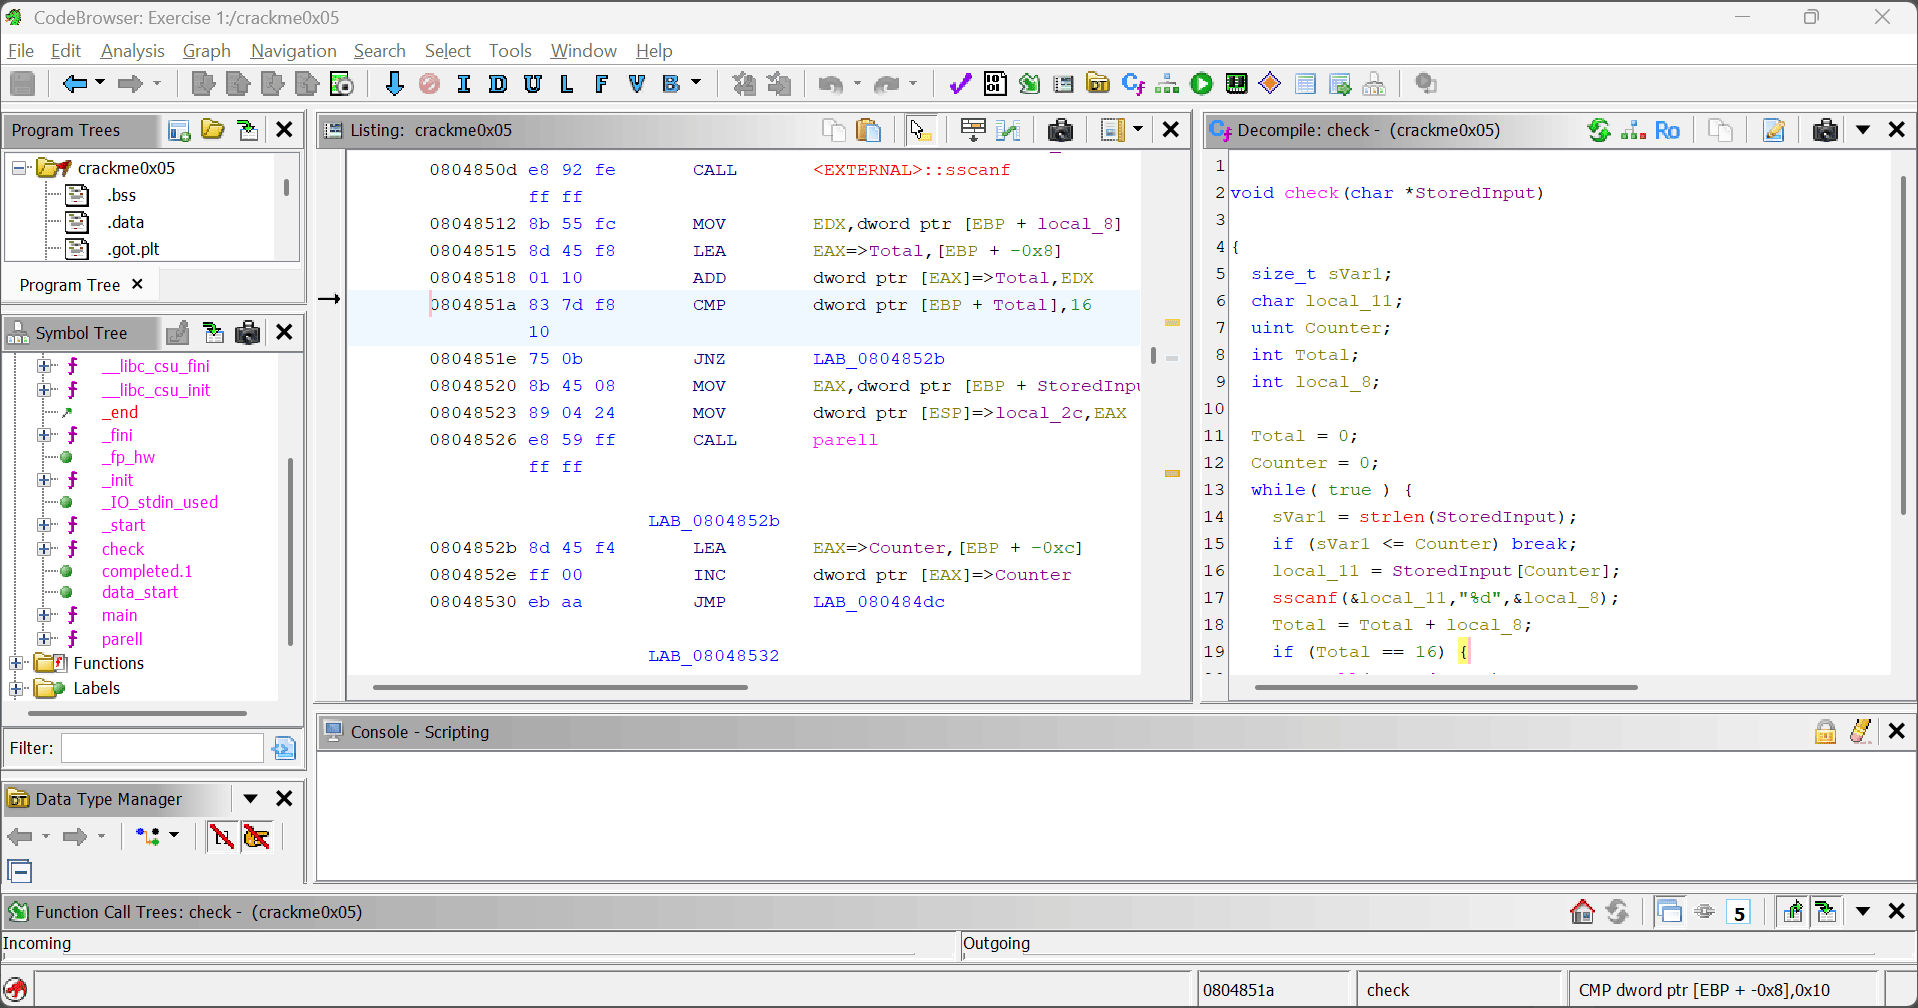 CodeBrowser: Exercise 1:/crackme0x05
File Edit Analysis Graph Navigation Search Select Tools Window Help
I D U L F V B
Program Trees
crackme0x05
.bss
.data
.got.plt
Program Tree
Symbol Tree
__libc_csu_fini
__libc_csu_init
_end
_fini
_fp_hw
_init
_IO_stdin_used
_start
check
completed.1
data_start
main
parell
Functions
Labels
Filter:
Data Type Manager
Listing: crackme0x05
0804850d e8 92 fe CALL <EXTERNAL>::sscanf
ff ff
08048512 8b 55 fc MOV EDX,dword ptr [EBP + local_8]
08048515 8d 45 f8 LEA EAX=>Total,[EBP + -0x8]
08048518 01 10 ADD dword ptr [EAX]=>Total,EDX
0804851a 83 7d f8 CMP dword ptr [EBP + Total],16
10
0804851e 75 0b JNZ LAB_0804852b
08048520 8b 45 08 MOV EAX,dword ptr [EBP + StoredInpu
08048523 89 04 24 MOV dword ptr [ESP]=>local_2c,EAX
08048526 e8 59 ff CALL parell
ff ff
LAB_0804852b
0804852b 8d 45 f4 LEA EAX=>Counter,[EBP + -0xc]
0804852e ff 00 INC dword ptr [EAX]=>Counter
08048530 eb aa JMP LAB_080484dc
LAB_08048532
Decompile: check - (crackme0x05)
Ro
1
2 void check(char *StoredInput)
3
4 {
5 size_t sVar1;
6 char local_11;
7 uint Counter;
8 int Total;
9 int local_8;
10
11 Total = 0;
12 Counter = 0;
13 while( true ) {
14 sVar1 = strlen(StoredInput);
15 if (sVar1 <= Counter) break;
16 local_11 = StoredInput[Counter];
17 sscanf(&local_11,"%d",&local_8);
18 Total = Total + local_8;
19 if (Total == 16) {
Console - Scripting
Function Call Trees: check - (crackme0x05)
5
Incoming
Outgoing
0804851a
check
CMP dword ptr [EBP + -0x8],0x10